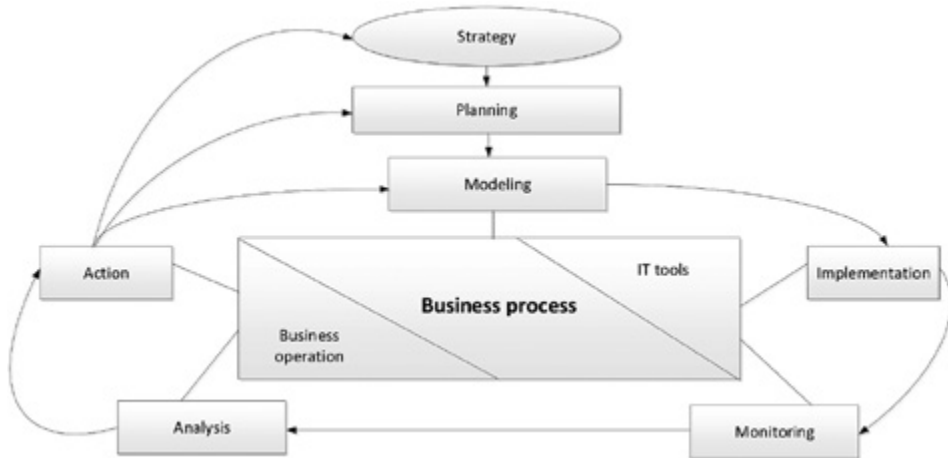 Strategy
Planning
Modeling
Action
IT tools
Implementation
Business process
Business
operation
Analysis
Monitoring